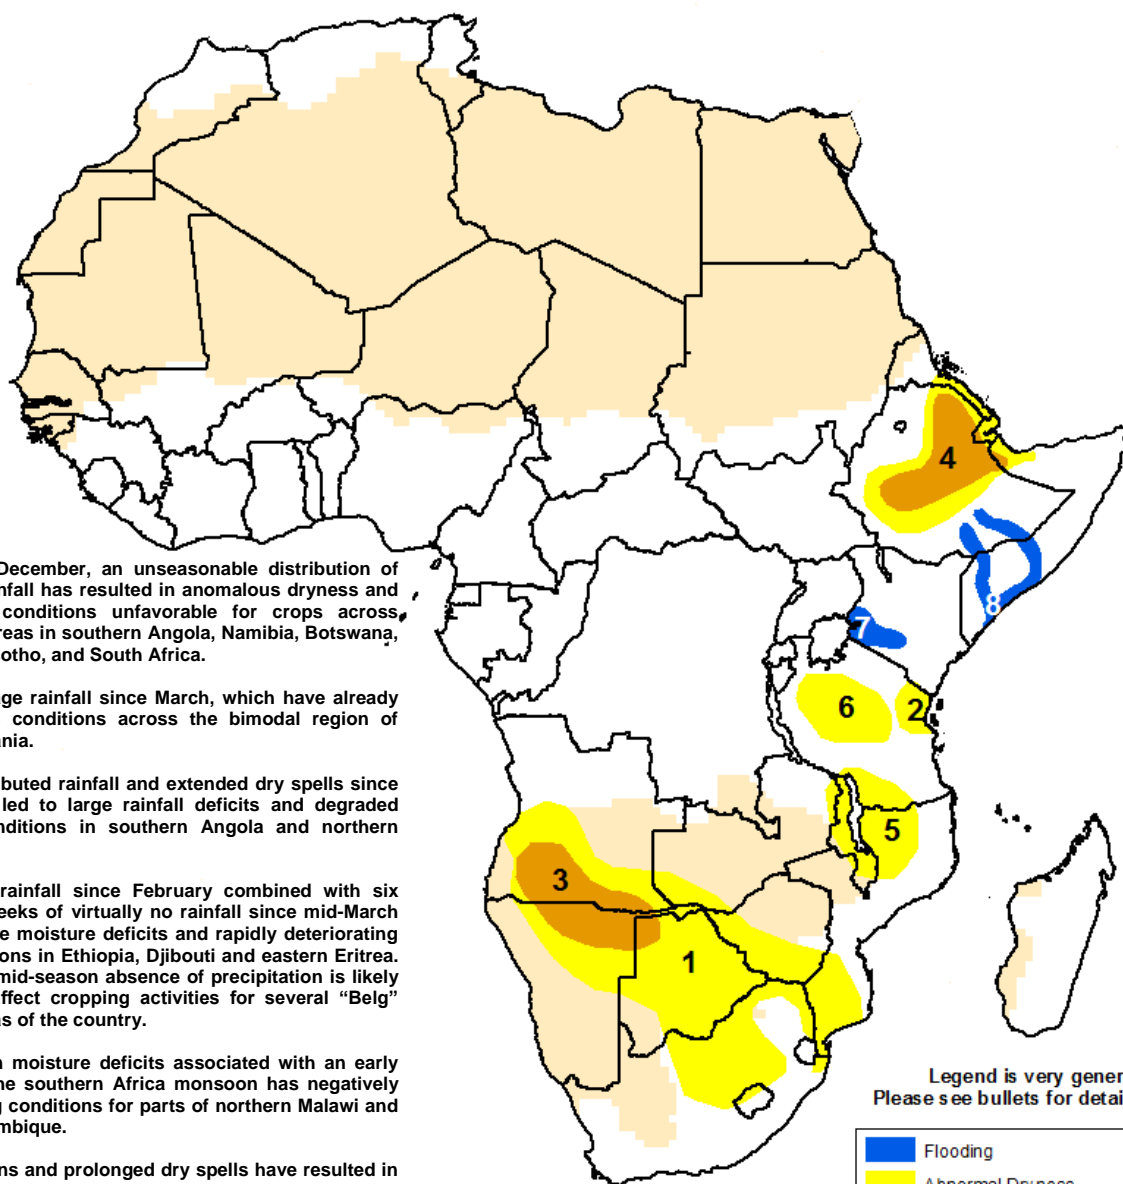 December, an unseasonable distribution of
nfall has resulted in anomalous dryness and
conditions unfavorable for crops across
reas in southern Angola, Namibia, Botswana,
sotho, and South Africa.
age rainfall since March, which have already
conditions across the bimodal region of
ania.
buted rainfall and extended dry spells since
led to large rainfall deficits and degraded
nditions in southern Angola and northern
rainfall since February combined with six
eeks of virtually no rainfall since mid-March
e moisture deficits and rapidly deteriorating
ons in Ethiopia, Djibouti and eastern Eritrea.
mid-season absence of precipitation is likely
ffect cropping activities for several “Belg”
as of the country.
n moisture deficits associated with an early
he southern Africa monsoon has negatively
g conditions for parts of northern Malawi and
mbique.
ns and prolonged dry spells have resulted in
4
8
7
6
2
5
3
1
Legend is very gener
Please see bullets for detai
Flooding
Abnormal Dryness